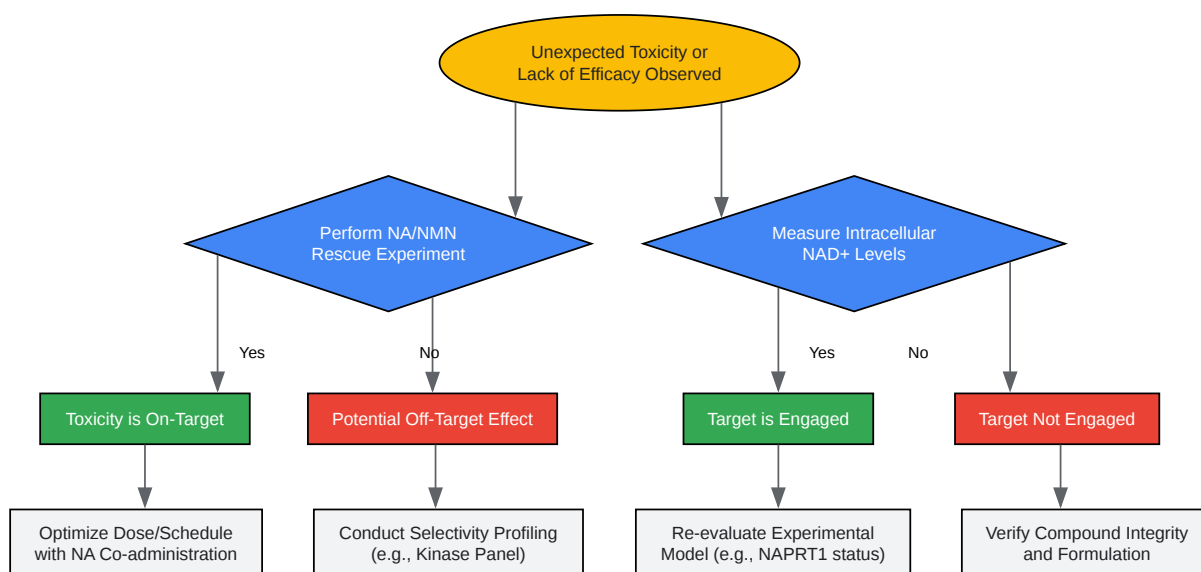 Unexpected Toxicity or
Lack of Efficacy Observed
Perform NA/NMN
Rescue Experiment
Measure Intracellular
NAD+ Levels
Yes
No
Yes
No
Toxicity is On-Target
Potential Off-Target Effect
Target is Engaged
Target Not Engaged
Optimize Dose/Schedule
with NA Co-administration
Conduct Selectivity Profiling
(e.g., Kinase Panel)
Re-evaluate Experimental
Model (e.g., NAPRT1 status)
Verify Compound Integrity
and Formulation